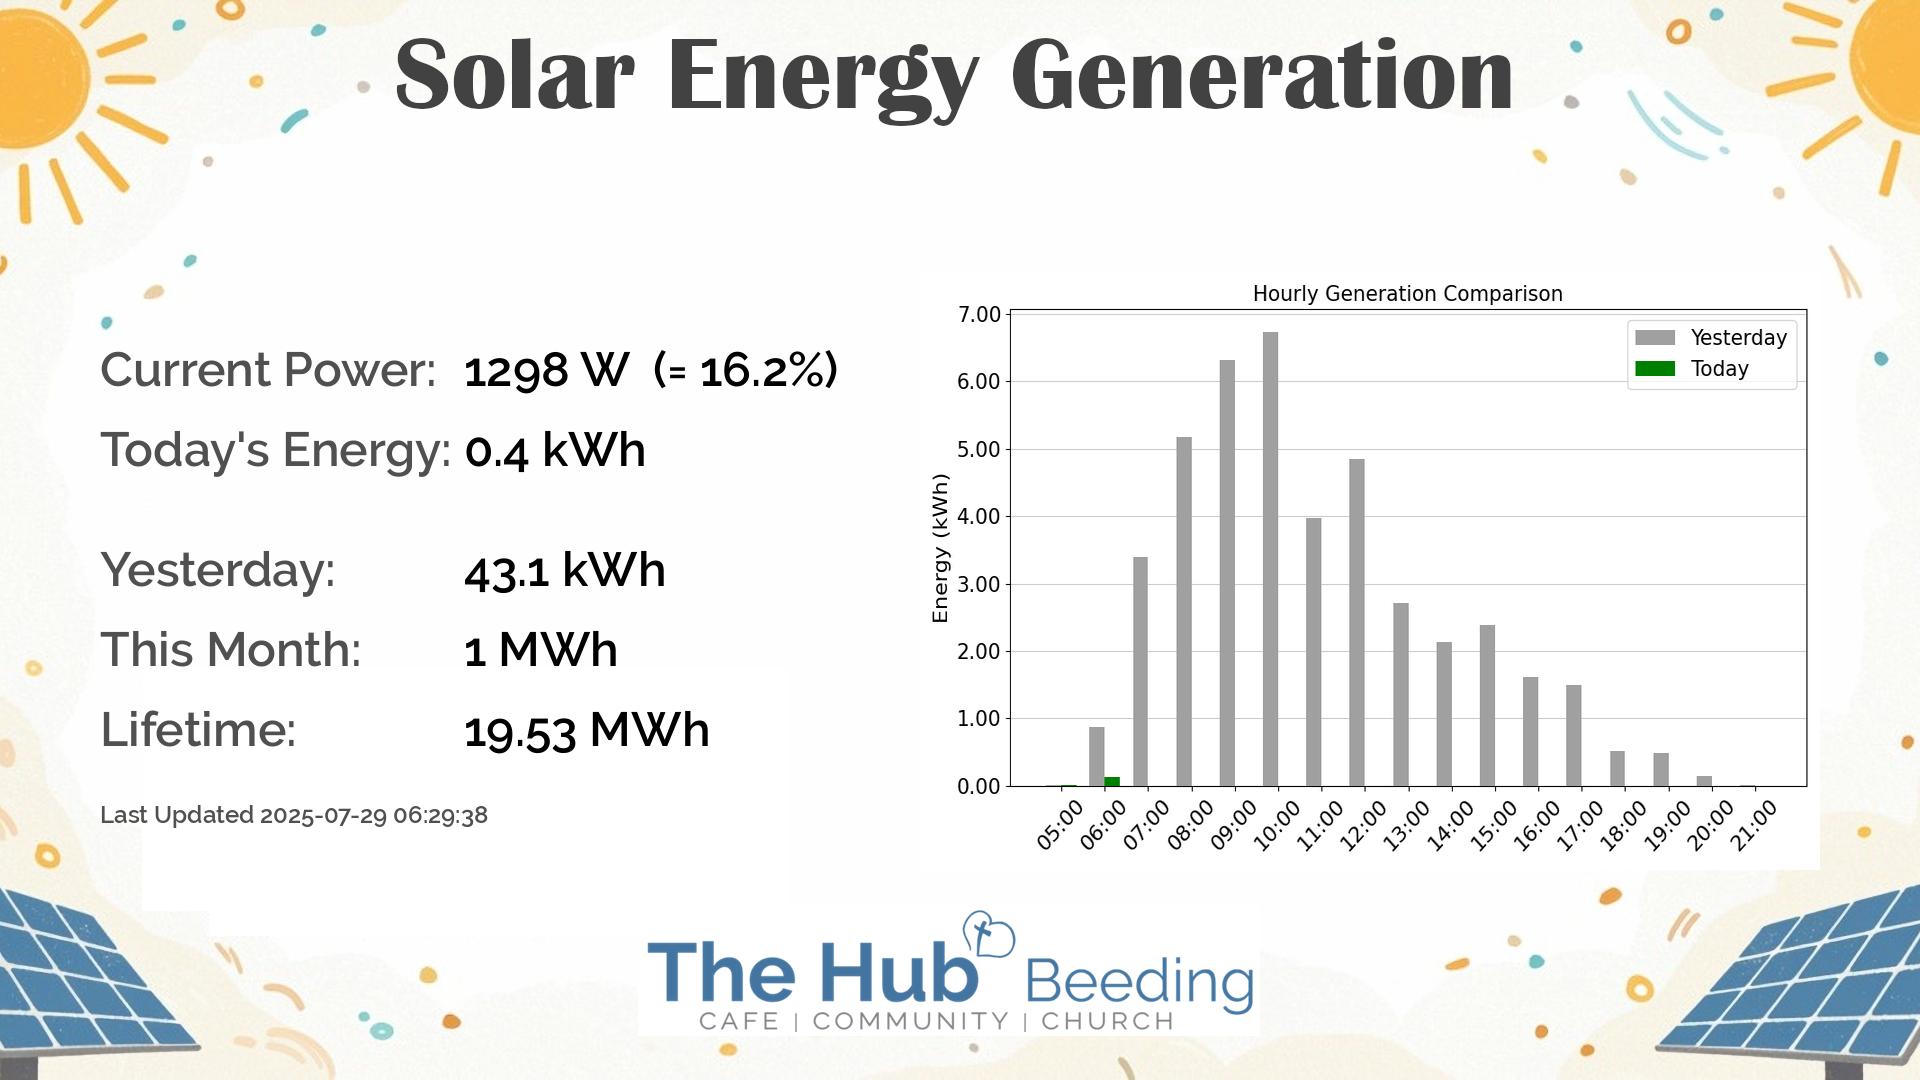 Solar Energy Generation
Current Power: 1298 W (= 16.2%)
Today's Energy: 0.4 kWh
Yesterday: 43.1 kWh
This Month: 1 MWh
Lifetime: 19.53 MWh
Last Updated 2025-07-29 06:29:38
Hourly Generation Comparison
Yesterday
Today
Energy (kWh)
7.00
6.00
5.00
4.00
3.00
2.00
1.00
0.00
05:00 06:00 07:00 08:00 09:00 10:00 11:00 12:00 13:00 14:00 15:00 16:00 17:00 18:00 19:00 20:00 21:00
The Hub Beeding
CAFE | COMMUNITY | CHURCH